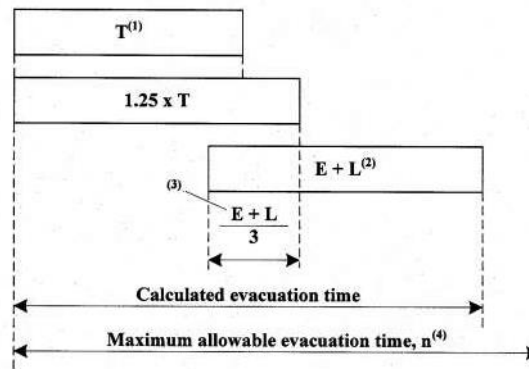 T(1)
1.25 x T
E + L(2)
(3)
E + L
3
Calculated evacuation time
Maximum allowable evacuation time, n(4)